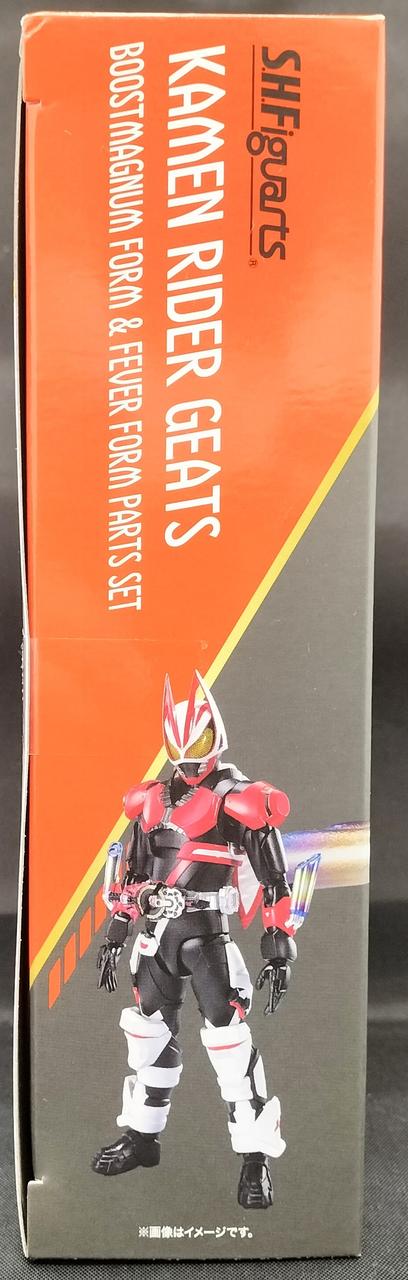 S.H.Figuarts®
KAMEN RIDER GEATS
BOOSTMAGNUM FORM & FEVER FORM PARTS SET
※画像はイメージです。